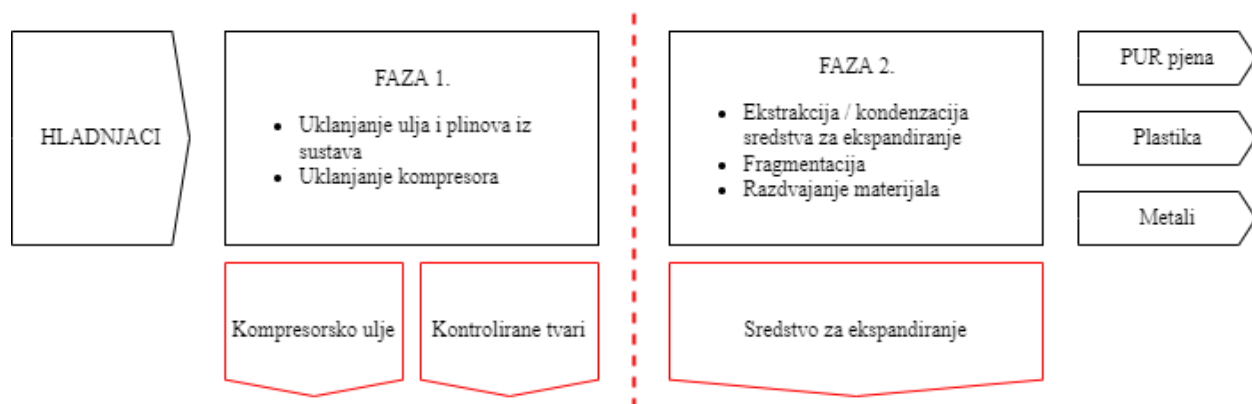 HLADNJACI
FAZA 1.
• Uklanjanje ulja i plinova iz
sustava
• Uklanjanje kompresora
FAZA 2.
• Ekstrakcija / kondenzacija
sredstva za ekspandiranje
• Fragmentacija
• Razdvajanje materijala
PUR pjena
Plastika
Metali
Kompresorsko ulje
Kontrolirane tvari
Sredstvo za ekspandiranje